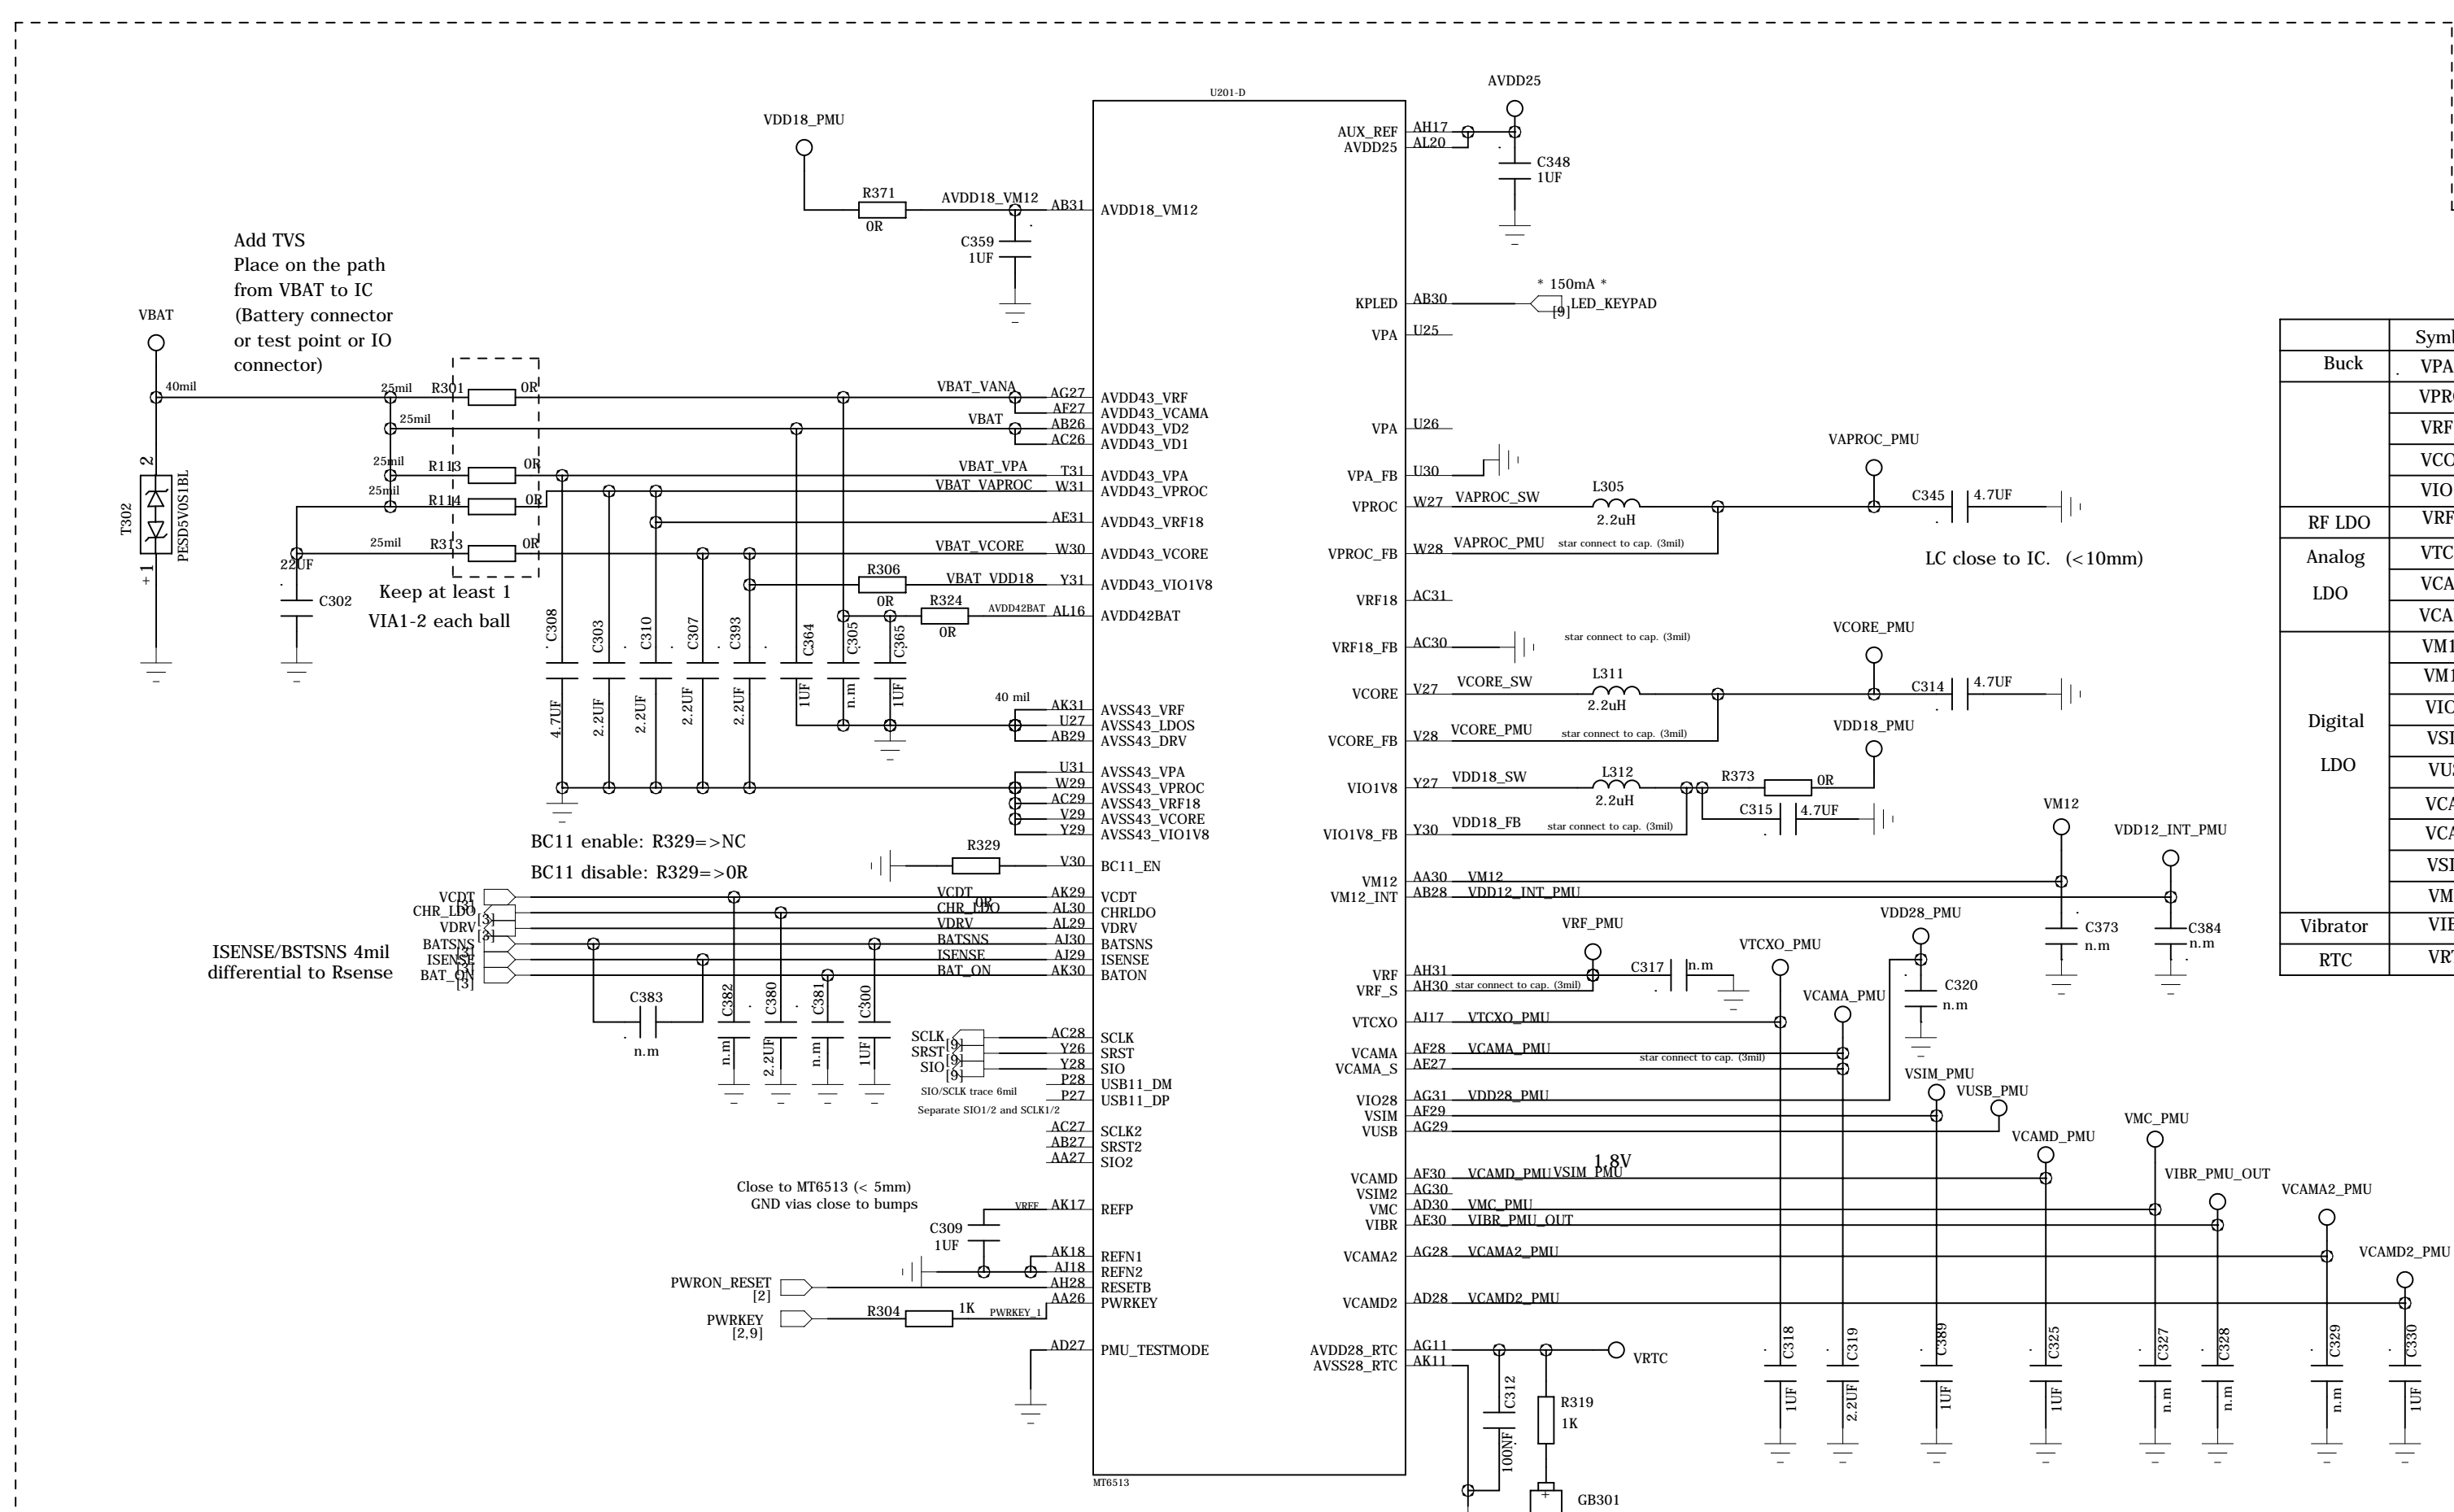 U201-D
AVDD25
VDD18_PMU
AUX_REF AH17
AVDD25 AL20
C348
1UF
R371
0R
AVDD18_VM12 AB31 AVDD18_VM12
C359
1UF
Add TVS
Place on the path
from VBAT to IC
(Battery connector
or test point or IO
connector)
VBAT
* 150mA *
KPLED AB30 LED_KEYPAD
[9]
VPA U25
40mil 25mil R301 0R VBAT_VANA AG27 AVDD43_VRF
AF27 AVDD43_VCAMA
25mil VBAT AB26 AVDD43_VD2
AC26 AVDD43_VD1
25mil R113 0R VBAT_VPA T31 AVDD43_VPA
25mil R114 0R VBAT_VAPROC W31 AVDD43_VPROC
AE31 AVDD43_VRF18
25mil R313 0R VBAT_VCORE W30 AVDD43_VCORE
R306
0R
VBAT_VDD18 Y31 AVDD43_VIO1V8
R324
0R
AVDD42BAT AL16 AVDD42BAT
2
T302
PESD5V0S1BL
+ 1
22UF
C302
Keep at least 1
VIA1-2 each ball
C308
4.7UF
C303
2.2UF
C310
2.2UF
C307
2.2UF
C393
2.2UF
C364
1UF
C305
n.m
C365
1UF
40 mil
AK31 AVSS43_VRF
U27 AVSS43_LDOS
AB29 AVSS43_DRV
U31 AVSS43_VPA
W29 AVSS43_VPROC
AC29 AVSS43_VRF18
V29 AVSS43_VCORE
Y29 AVSS43_VIO1V8
BC11 enable: R329=>NC
BC11 disable: R329=>0R
R329
0R
V30 BC11_EN
VCDT [3] VCDT AK29 VCDT
CHR_LDO [3] CHR_LDO AL30 CHRLDO
VDRV [3] VDRV AL29 VDRV
BATSNS [3] BATSNS AJ30 BATSNS
ISENSE [3] ISENSE AJ29 ISENSE
BAT_ON [3] BAT_ON AK30 BATON
ISENSE/BSTSNS 4mil
differential to Rsense
C383
n.m
C382
n.m
C380
2.2UF
C381
n.m
C300
1UF
SCLK [9] AC28 SCLK
SRST [9] Y26 SRST
SIO [9] Y28 SIO
P28 USB11_DM
P27 USB11_DP
SIO/SCLK trace 6mil
Separate SIO1/2 and SCLK1/2
AC27 SCLK2
AB27 SRST2
AA27 SIO2
Close to MT6513 (< 5mm)
GND vias close to bumps
VREF AK17 REFP
C309
1UF
AK18 REFN1
AJ18 REFN2
PWRON_RESET
[2]
AH28 RESETB
PWRKEY
[2,9]
R304 1K PWRKEY_1 AA26 PWRKEY
AD27 PMU_TESTMODE
MT6513
VPA U26
VPA_FB U30
VAPROC_PMU
VPROC W27 VAPROC_SW L305
2.2uH
C345 4.7UF
VPROC_FB W28 VAPROC_PMU star connect to cap. (3mil)
LC close to IC. (<10mm)
VRF18 AC31
VRF18_FB AC30 star connect to cap. (3mil)
VCORE_PMU
VCORE V27 VCORE_SW L311
2.2uH
C314 4.7UF
VCORE_FB V28 VCORE_PMU star connect to cap. (3mil)
VDD18_PMU
VIO1V8 Y27 VDD18_SW L312
2.2uH
R373 0R
C315 4.7UF
VIO1V8_FB Y30 VDD18_FB star connect to cap. (3mil)
VM12
VDD12_INT_PMU
VM12 AA30 VM12
VM12_INT AB28 VDD12_INT_PMU
C373
n.m
C384
n.m
VRF_PMU
VTCXO_PMU
VDD28_PMU
VRF AH31
VRF_S AH30 star connect to cap. (3mil)
C317 n.m
C320
n.m
VCAMA_PMU
VTCXO AJ17 VTCXO_PMU
VCAMA AF28 VCAMA_PMU
VCAMA_S AE27 star connect to cap. (3mil)
VSIM_PMU
VUSB_PMU
VIO28 AG31 VDD28_PMU
VSIM AF29
VUSB AG29
VMC_PMU
VCAMD_PMU
1.8V
VCAMD AF30 VCAMD_PMU VSIM_PMU
VSIM2 AG30
VMC AD30 VMC_PMU
VIBR AE30 VIBR_PMU_OUT
VIBR_PMU_OUT
VCAMA2_PMU
VCAMA2 AG28 VCAMA2_PMU
VCAMD2_PMU
VCAMD2 AD28 VCAMD2_PMU
AVDD28_RTC AG11 VRTC
AVSS28_RTC AK11
C312
100NF
R319
1K
GB301
+
C318
1UF
C319
2.2UF
C389
1UF
C325
1UF
C327
n.m
C328
n.m
C329
n.m
C330
1UF
Buck VPA
RF LDO
Analog
LDO
Digital
LDO
Vibrator
RTC